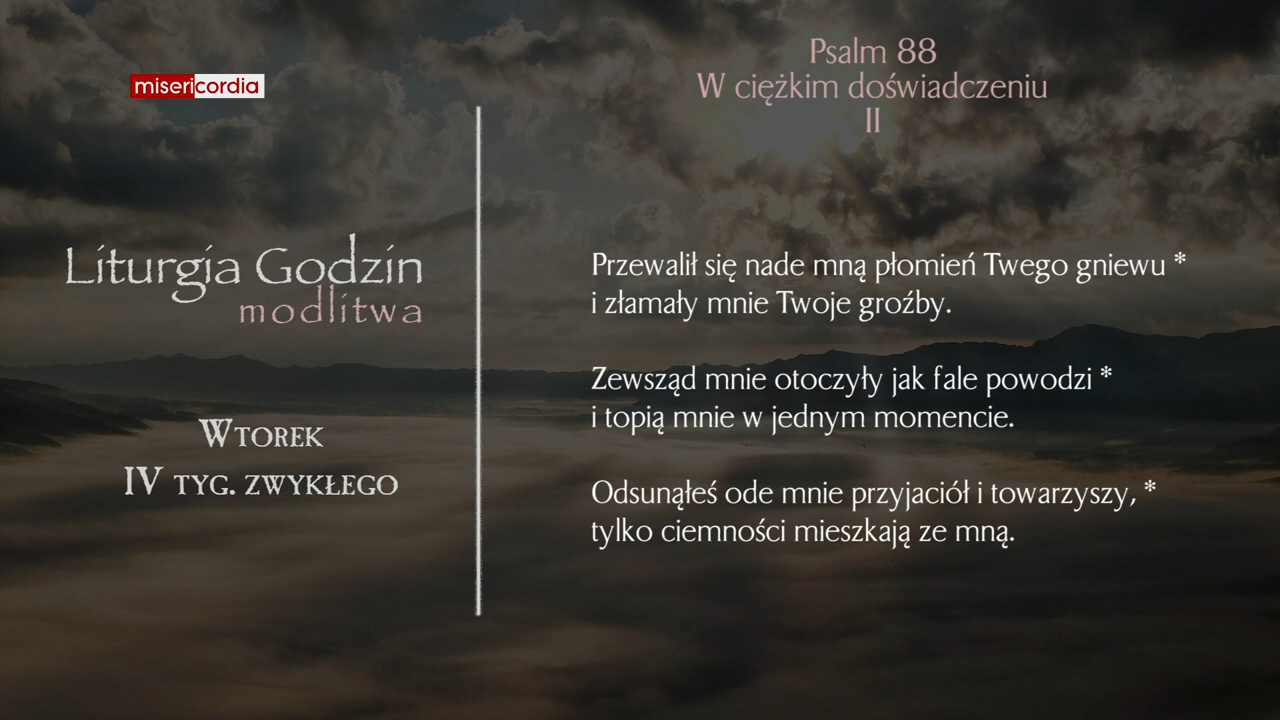 misericordia
Liturgia Godzin
modlitwa
Wtorek
IV tyg. zwykłego
Psalm 88
W ciężkim doświadczeniu
II
Przewalił się nade mną płomień Twego gniewu *
i złamały mnie Twoje groźby.
Zewsząd mnie otoczyły jak fale powodzi *
i topią mnie w jednym momencie.
Odsunąłeś ode mnie przyjaciół i towarzyszy, *
tylko ciemności mieszkają ze mną.